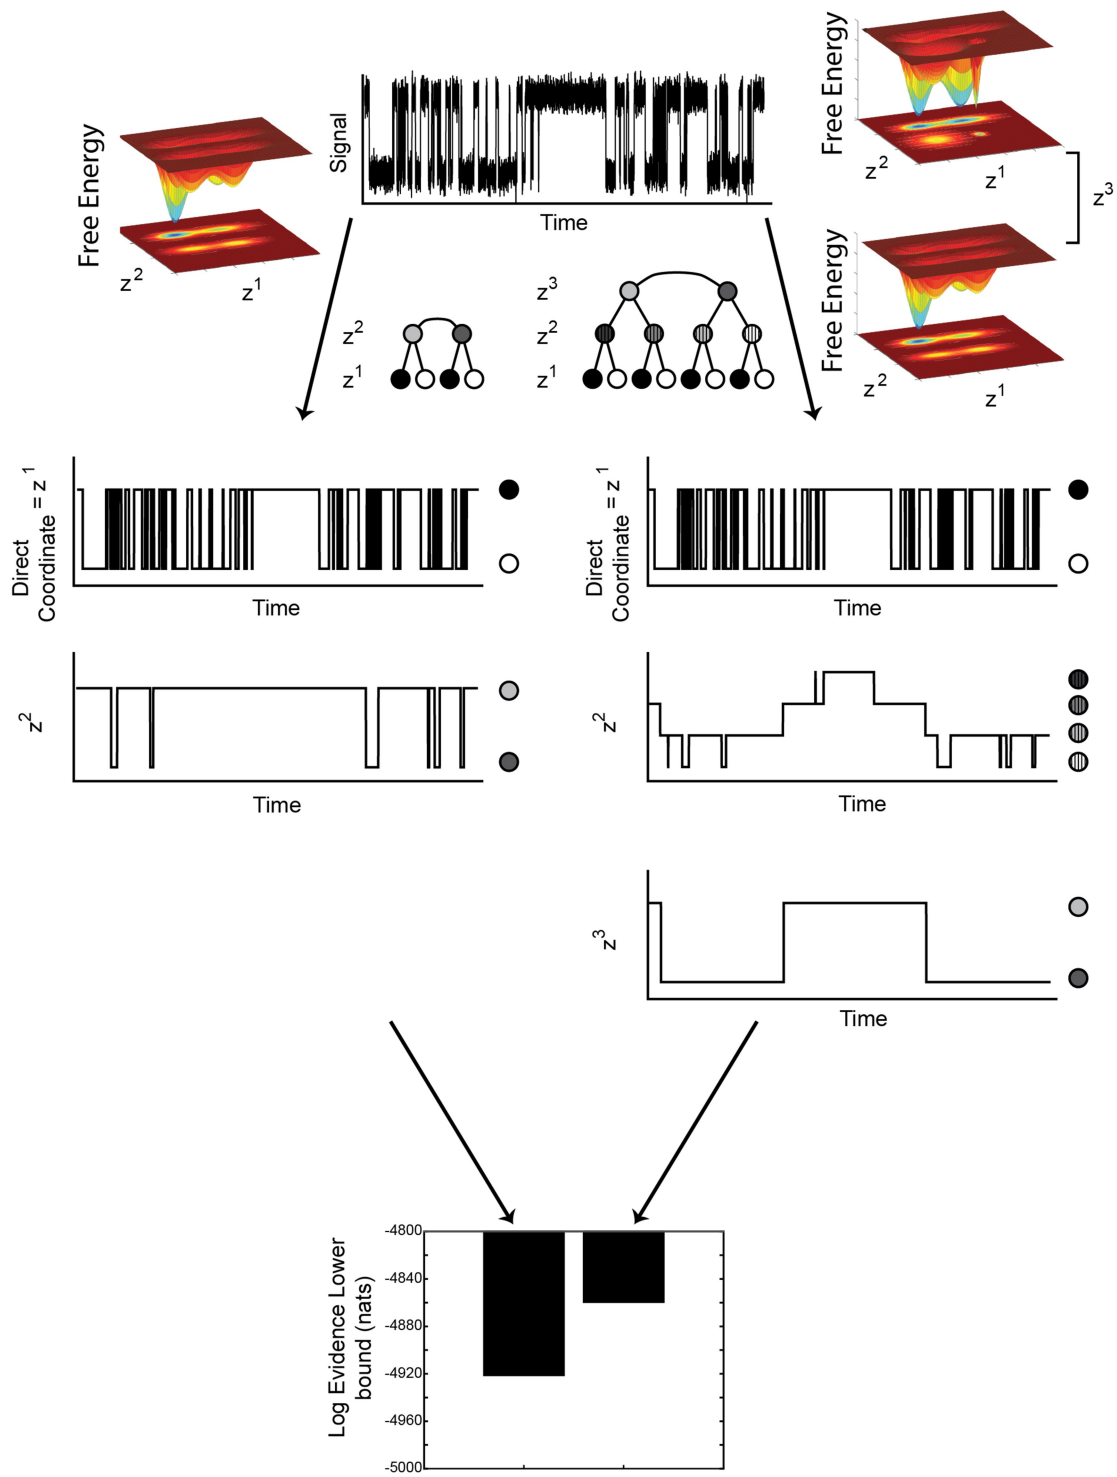 Free Energy
z²
z¹
Signal
Time
Free Energy
z²
z¹
z³
Free Energy
z²
z¹
z²
z¹
z³
z²
z¹
Direct
Coordinate = z¹
Time
z²
Time
Direct
Coordinate = z¹
Time
z²
Time
z³
Time
Log Evidence Lower
bound (nats)
-4800
-4840
-4880
-4920
-4960
-5000